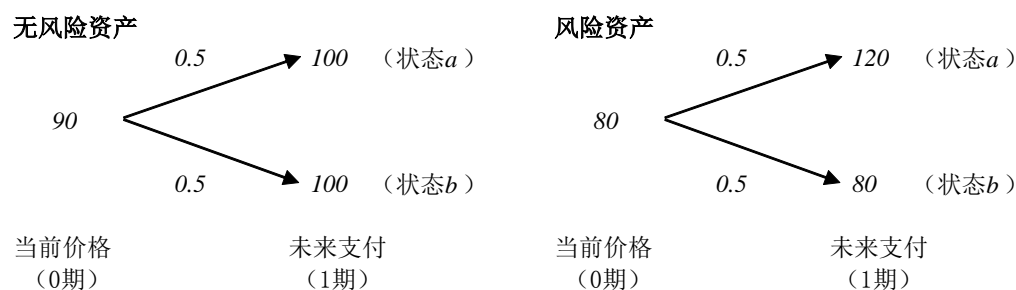 无风险资产 风险资产
0.5 100 （状态a） 0.5 120 （状态a）
90 80
0.5 100 （状态b） 0.5 80 （状态b）
当前价格 未来支付 当前价格 未来支付
（0期） （1期） （0期） （1期）